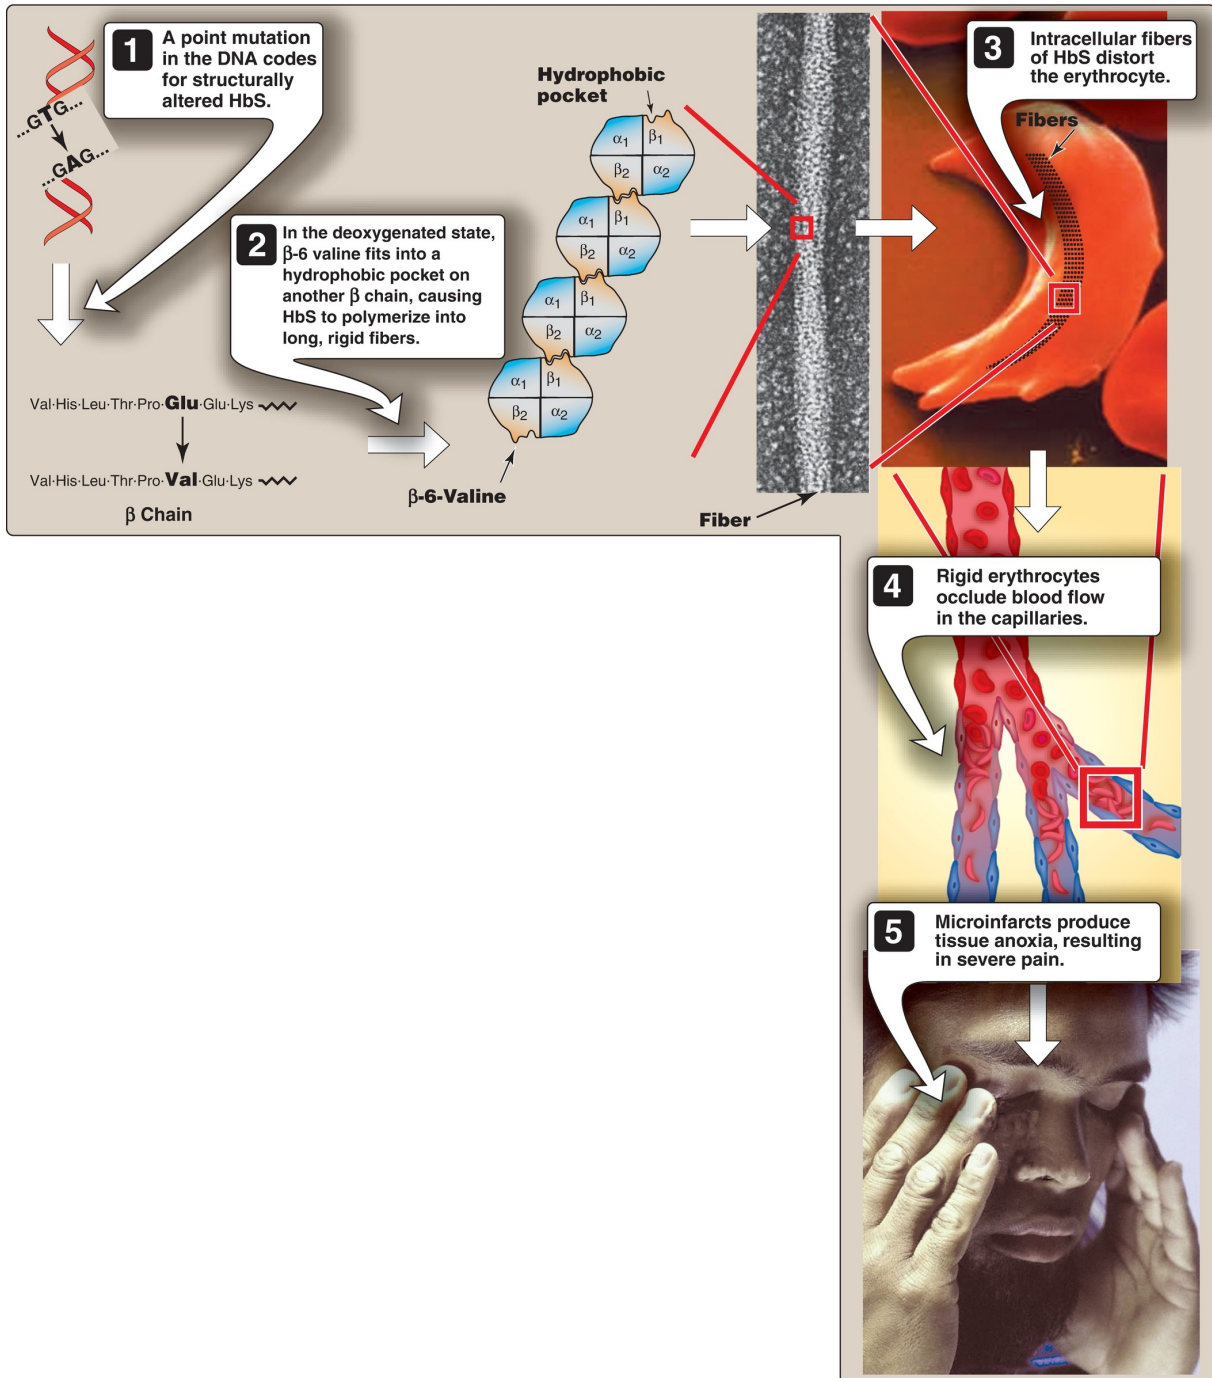 1
A point mutation
in the DNA codes
for structurally
altered HbS.
...GTG...
...GAG...
2
In the deoxygenated state,
β-6 valine fits into a
hydrophobic pocket on
another β chain, causing
HbS to polymerize into
long, rigid fibers.
Val·His·Leu·Thr·Pro·Glu·Glu·Lys
Val·His·Leu·Thr·Pro·Val·Glu·Lys
β Chain
Hydrophobic
pocket
α1 β1
β2 α2
α1 β1
β2 α2
α1 β1
β2 α2
α1 β1
β2 α2
β-6-Valine
Fiber
3
Intracellular fibers
of HbS distort
the erythrocyte.
Fibers
4
Rigid erythrocytes
occlude blood flow
in the capillaries.
5
Microinfarcts produce
tissue anoxia, resulting
in severe pain.